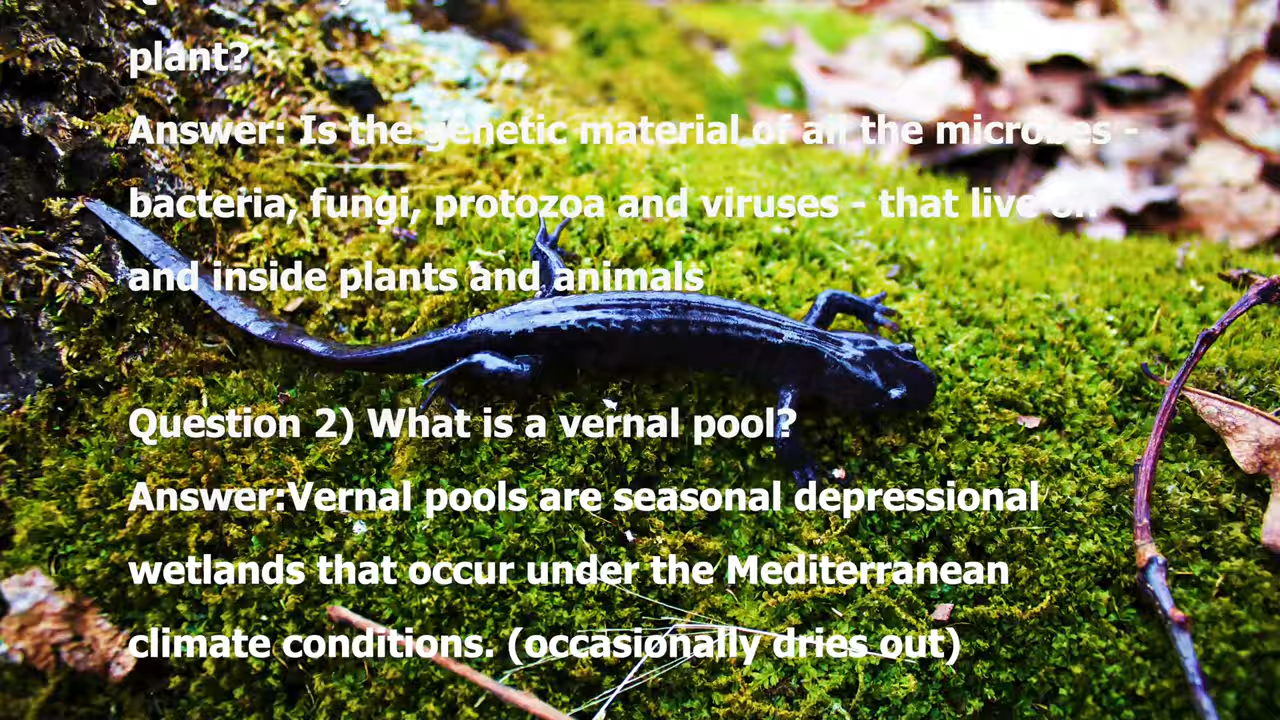 plant?
Answer: Is the genetic material of all the microbes -
bacteria, fungi, protozoa and viruses - that live on
and inside plants and animals
Question 2) What is a vernal pool?
Answer:Vernal pools are seasonal depressional
wetlands that occur under the Mediterranean
climate conditions. (occasionally dries out)